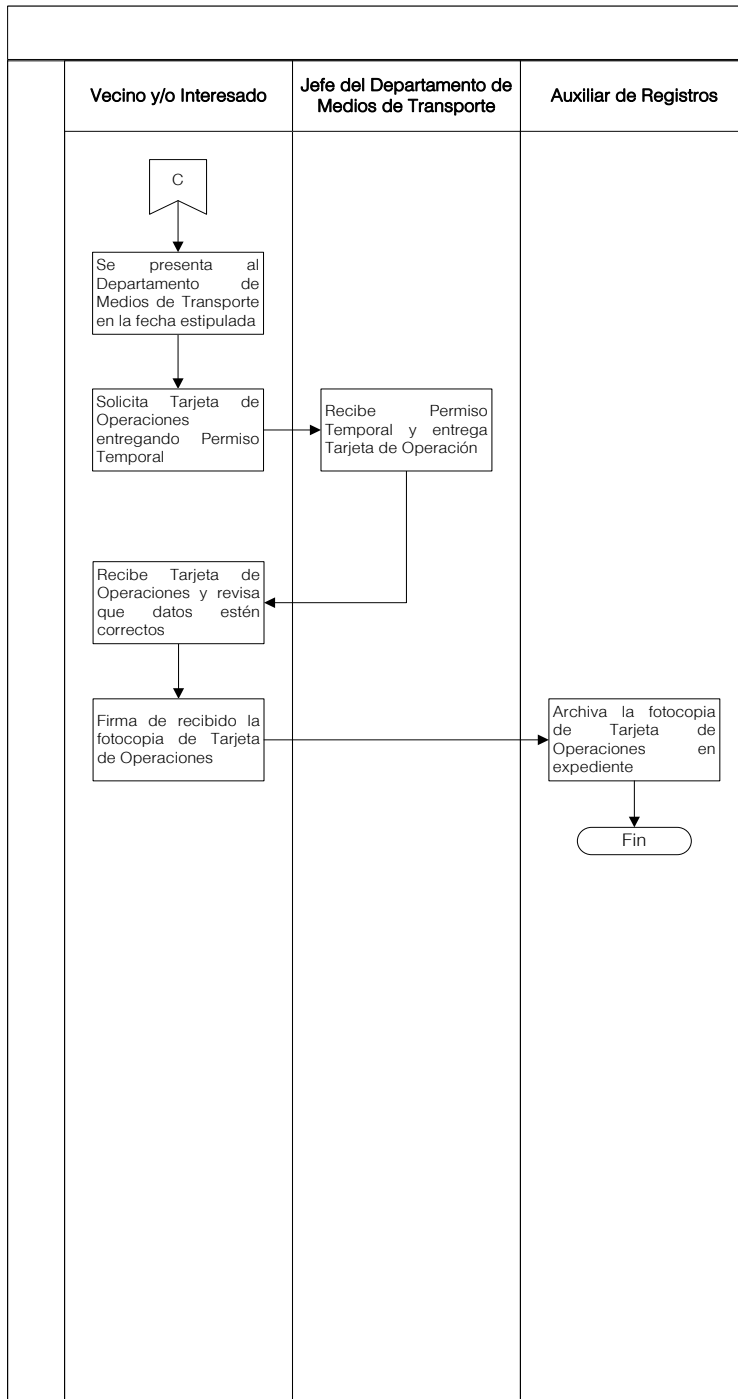 Vecino y/o Interesado
Jefe del Departamento de
Medios de Transporte
Auxiliar de Registros
C
Se presenta al
Departamento de
Medios de Transporte
en la fecha estipulada
Solicita Tarjeta de
Operaciones
entregando Permiso
Temporal
Recibe Permiso
Temporal y entrega
Tarjeta de Operación
Recibe Tarjeta de
Operaciones y revisa
que datos estén
correctos
Firma de recibido la
fotocopia de Tarjeta
de Operaciones
Archiva la fotocopia
de Tarjeta de
Operaciones en
expediente
Fin